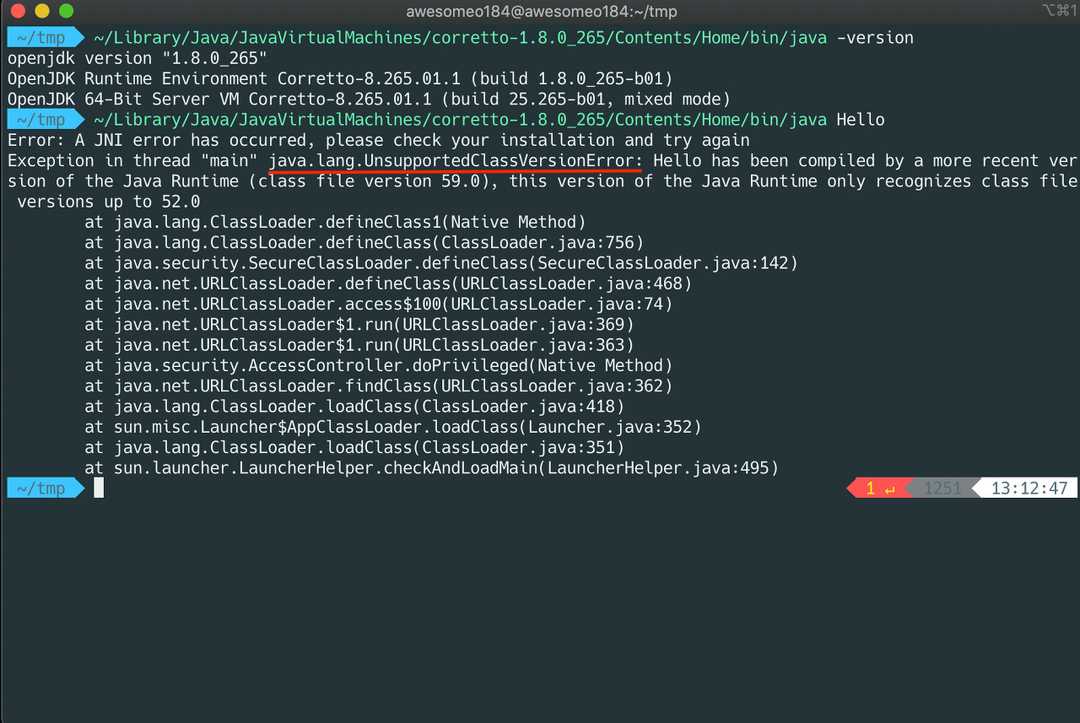 awesomeo184@awesomeo184:~/tmp
⌥⌘1
~/tmp ~/Library/Java/JavaVirtualMachines/corretto-1.8.0_265/Contents/Home/bin/java -version
openjdk version "1.8.0_265"
OpenJDK Runtime Environment Corretto-8.265.01.1 (build 1.8.0_265-b01)
OpenJDK 64-Bit Server VM Corretto-8.265.01.1 (build 25.265-b01, mixed mode)
~/tmp ~/Library/Java/JavaVirtualMachines/corretto-1.8.0_265/Contents/Home/bin/java Hello
Error: A JNI error has occurred, please check your installation and try again
Exception in thread "main" java.lang.UnsupportedClassVersionError: Hello has been compiled by a more recent ver
sion of the Java Runtime (class file version 59.0), this version of the Java Runtime only recognizes class file
 versions up to 52.0
at java.lang.ClassLoader.defineClass1(Native Method)
at java.lang.ClassLoader.defineClass(ClassLoader.java:756)
at java.security.SecureClassLoader.defineClass(SecureClassLoader.java:142)
at java.net.URLClassLoader.defineClass(URLClassLoader.java:468)
at java.net.URLClassLoader.access$100(URLClassLoader.java:74)
at java.net.URLClassLoader$1.run(URLClassLoader.java:369)
at java.net.URLClassLoader$1.run(URLClassLoader.java:363)
at java.security.AccessController.doPrivileged(Native Method)
at java.net.URLClassLoader.findClass(URLClassLoader.java:362)
at java.lang.ClassLoader.loadClass(ClassLoader.java:418)
at sun.misc.Launcher$AppClassLoader.loadClass(Launcher.java:352)
at java.lang.ClassLoader.loadClass(ClassLoader.java:351)
at sun.launcher.LauncherHelper.checkAndLoadMain(LauncherHelper.java:495)
~/tmp 1 ↵ 1251 13:12:47